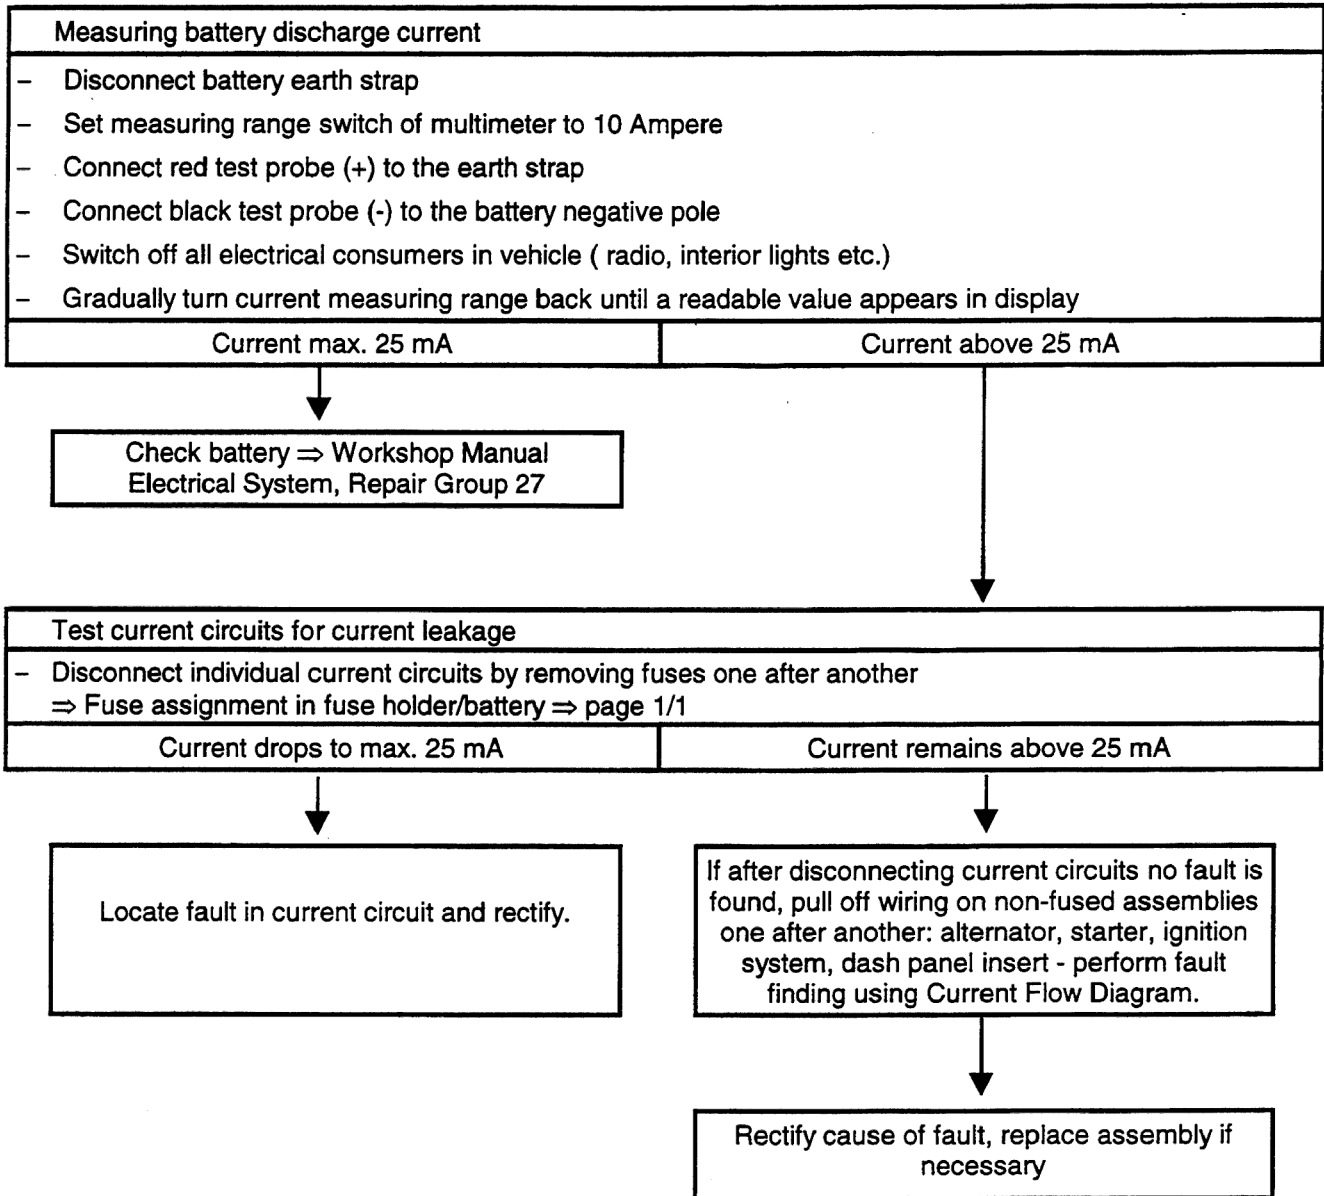 Measuring battery discharge current
– Disconnect battery earth strap
– Set measuring range switch of multimeter to 10 Ampere
– Connect red test probe (+) to the earth strap
– Connect black test probe (-) to the battery negative pole
– Switch off all electrical consumers in vehicle ( radio, interior lights etc.)
– Gradually turn current measuring range back until a readable value appears in display
Current max. 25 mA
Current above 25 mA
Check battery ⇒ Workshop Manual
Electrical System, Repair Group 27
Test current circuits for current leakage
– Disconnect individual current circuits by removing fuses one after another
⇒ Fuse assignment in fuse holder/battery ⇒ page 1/1
Current drops to max. 25 mA
Current remains above 25 mA
Locate fault in current circuit and rectify.
If after disconnecting current circuits no fault is
found, pull off wiring on non-fused assemblies
one after another: alternator, starter, ignition
system, dash panel insert - perform fault
finding using Current Flow Diagram.
Rectify cause of fault, replace assembly if
necessary